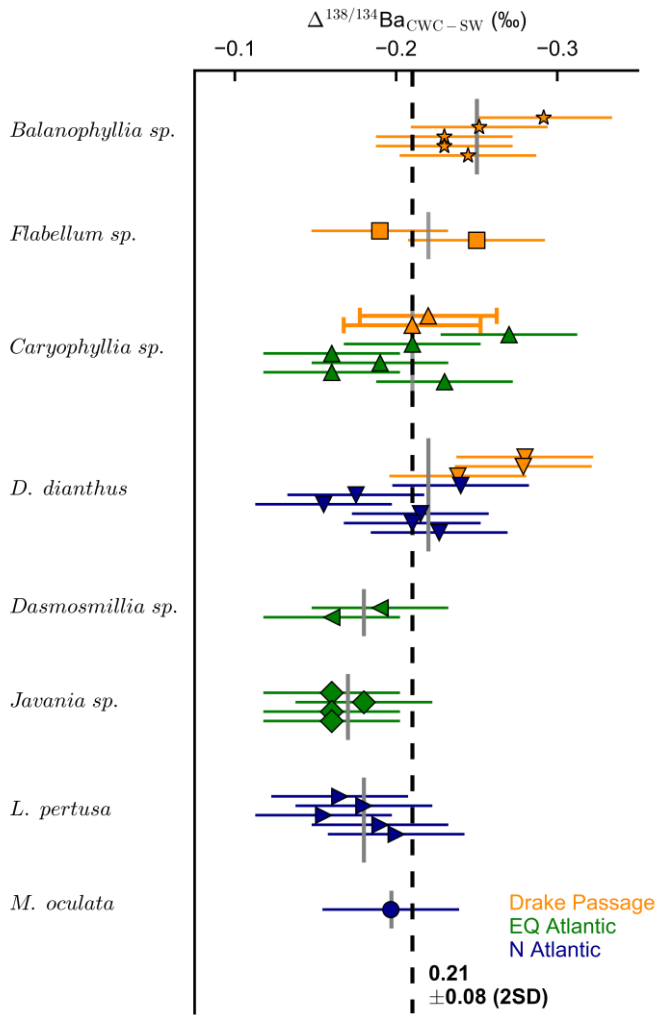 Δ¹³⁸/¹³⁴Ba_CWC−SW (‰)
−0.1 −0.2 −0.3
Balanophyllia sp.
Flabellum sp.
Caryophyllia sp.
D. dianthus
Dasmosmillia sp.
Javania sp.
L. pertusa
M. oculata
Drake Passage
EQ Atlantic
N Atlantic
0.21
±0.08 (2SD)